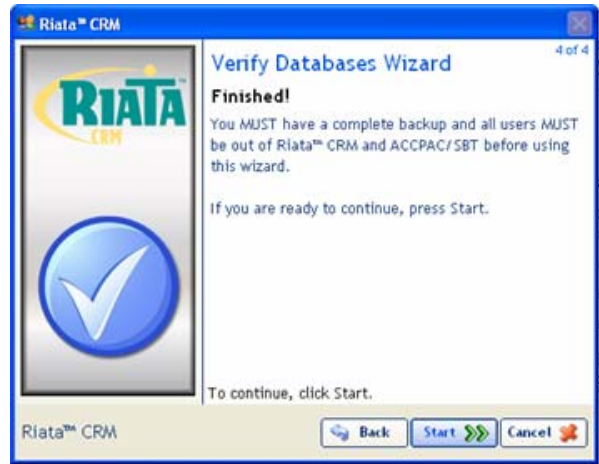 Riata™ CRM
RIATA
CRM
Verify Databases Wizard
4 of 4
Finished!
You MUST have a complete backup and all users MUST
be out of Riata™ CRM and ACCPAC/SBT before using
this wizard.
If you are ready to continue, press Start.
To continue, click Start.
Riata™ CRM
Back
Start
Cancel